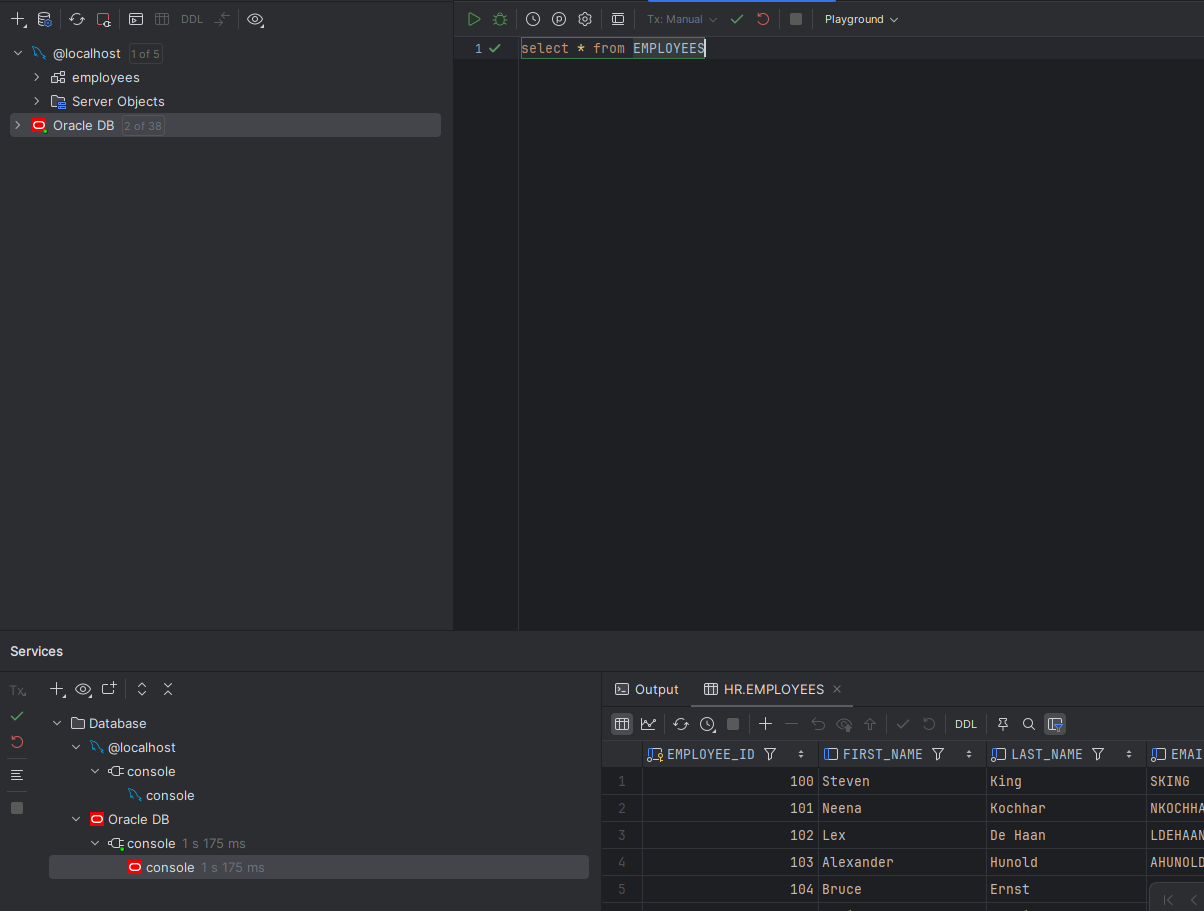 DDL
Tx: Manual
Playground
@localhost 1 of 5
employees
Server Objects
Oracle DB 2 of 38
1 select * from EMPLOYEES
Services
Tx
Database
@localhost
console
console
Oracle DB
console 1 s 175 ms
console 1 s 175 ms
Output HR.EMPLOYEES
DDL
EMPLOYEE_ID FIRST_NAME LAST_NAME EMAI
1 100 Steven King SKING
2 101 Neena Kochhar NKOCHHA
3 102 Lex De Haan LDEHAAN
4 103 Alexander Hunold AHUNOLD
5 104 Bruce Ernst